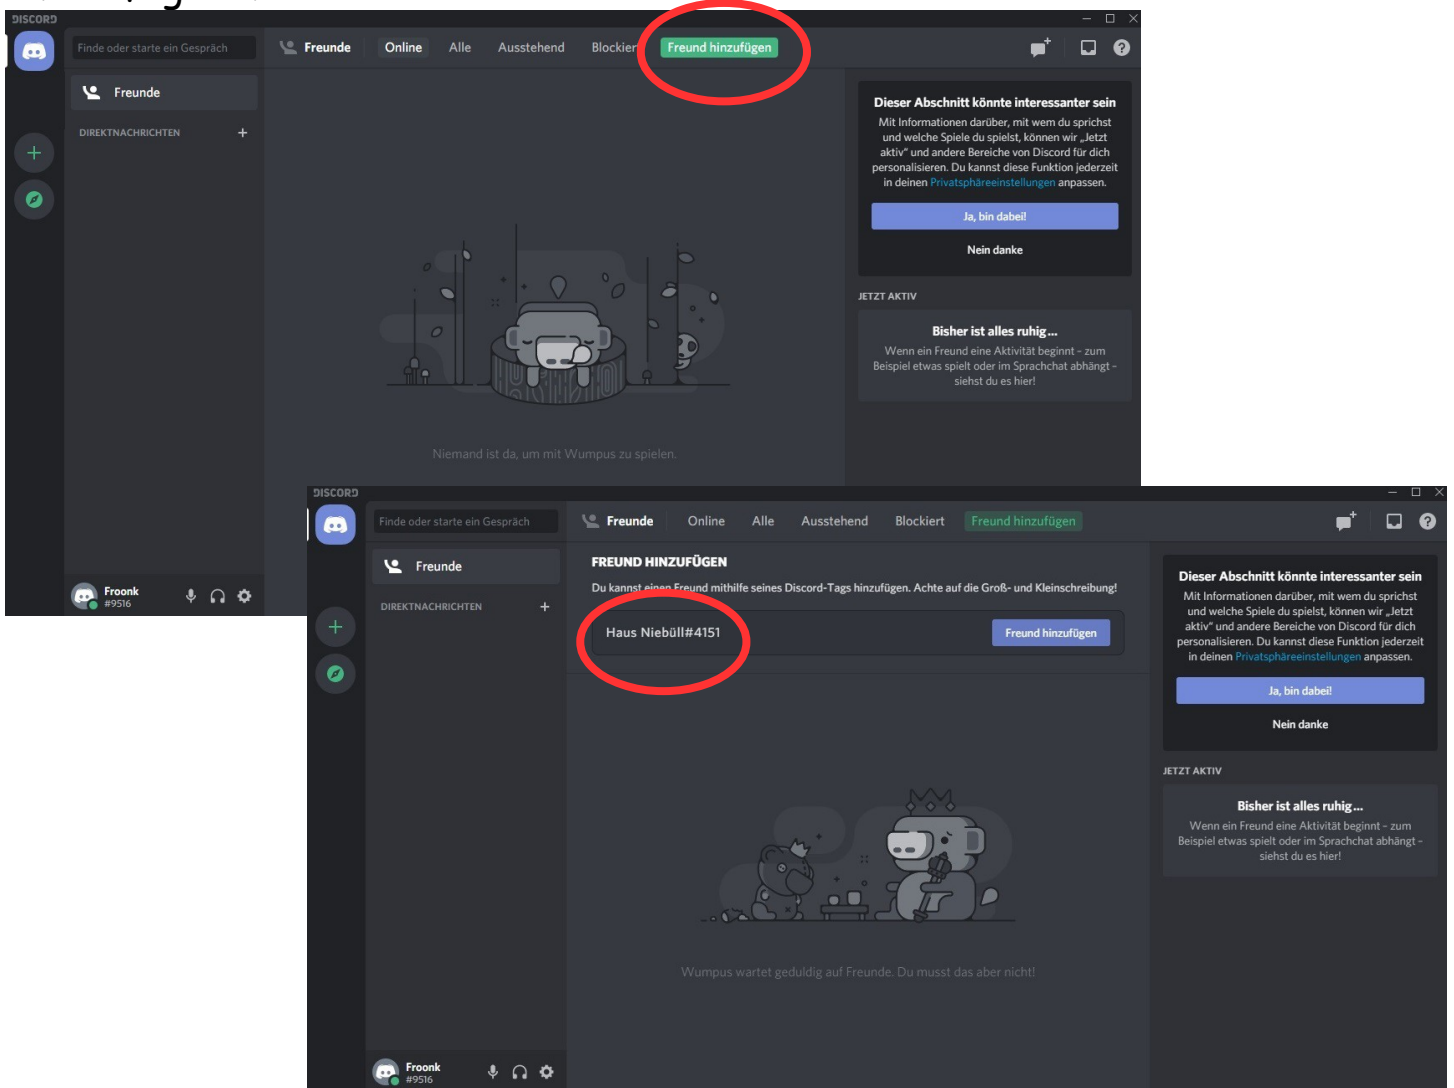 DISCORD
Finde oder starte ein Gespräch
Freunde
Online
Alle
Ausstehend
Blockier
Freund hinzufügen
Freunde
DIREKTNACHRICHTEN
Dieser Abschnitt könnte interessanter sein
Mit Informationen darüber, mit wem du sprichst
und welche Spiele du spielst, können wir „Jetzt
aktiv“ und andere Bereiche von Discord für dich
personalisieren. Du kannst diese Funktion jederzeit
in deinen Privatsphäreeinstellungen anpassen.
Ja, bin dabei!
Nein danke
JETZT AKTIV
Bisher ist alles ruhig...
Wenn ein Freund eine Aktivität beginnt – zum
Beispiel etwas spielt oder im Sprachchat abhängt –
siehst du es hier!
Niemand ist da, um mit Wumpus zu spielen.
Froonk
#9516
DISCORD
Finde oder starte ein Gespräch
Freunde
Online
Alle
Ausstehend
Blockiert
Freund hinzufügen
Freunde
DIREKTNACHRICHTEN
FREUND HINZUFÜGEN
Du kannst einen Freund mithilfe seines Discord-Tags hinzufügen. Achte auf die Groß- und Kleinschreibung!
Haus Niebüll#4151
Freund hinzufügen
Dieser Abschnitt könnte interessanter sein
Mit Informationen darüber, mit wem du sprichst
und welche Spiele du spielst, können wir „Jetzt
aktiv“ und andere Bereiche von Discord für dich
personalisieren. Du kannst diese Funktion jederzeit
in deinen Privatsphäreeinstellungen anpassen.
Ja, bin dabei!
Nein danke
JETZT AKTIV
Bisher ist alles ruhig...
Wenn ein Freund eine Aktivität beginnt – zum
Beispiel etwas spielt oder im Sprachchat abhängt –
siehst du es hier!
Wumpus wartet geduldig auf Freunde. Du musst das aber nicht!
Froonk
#9516